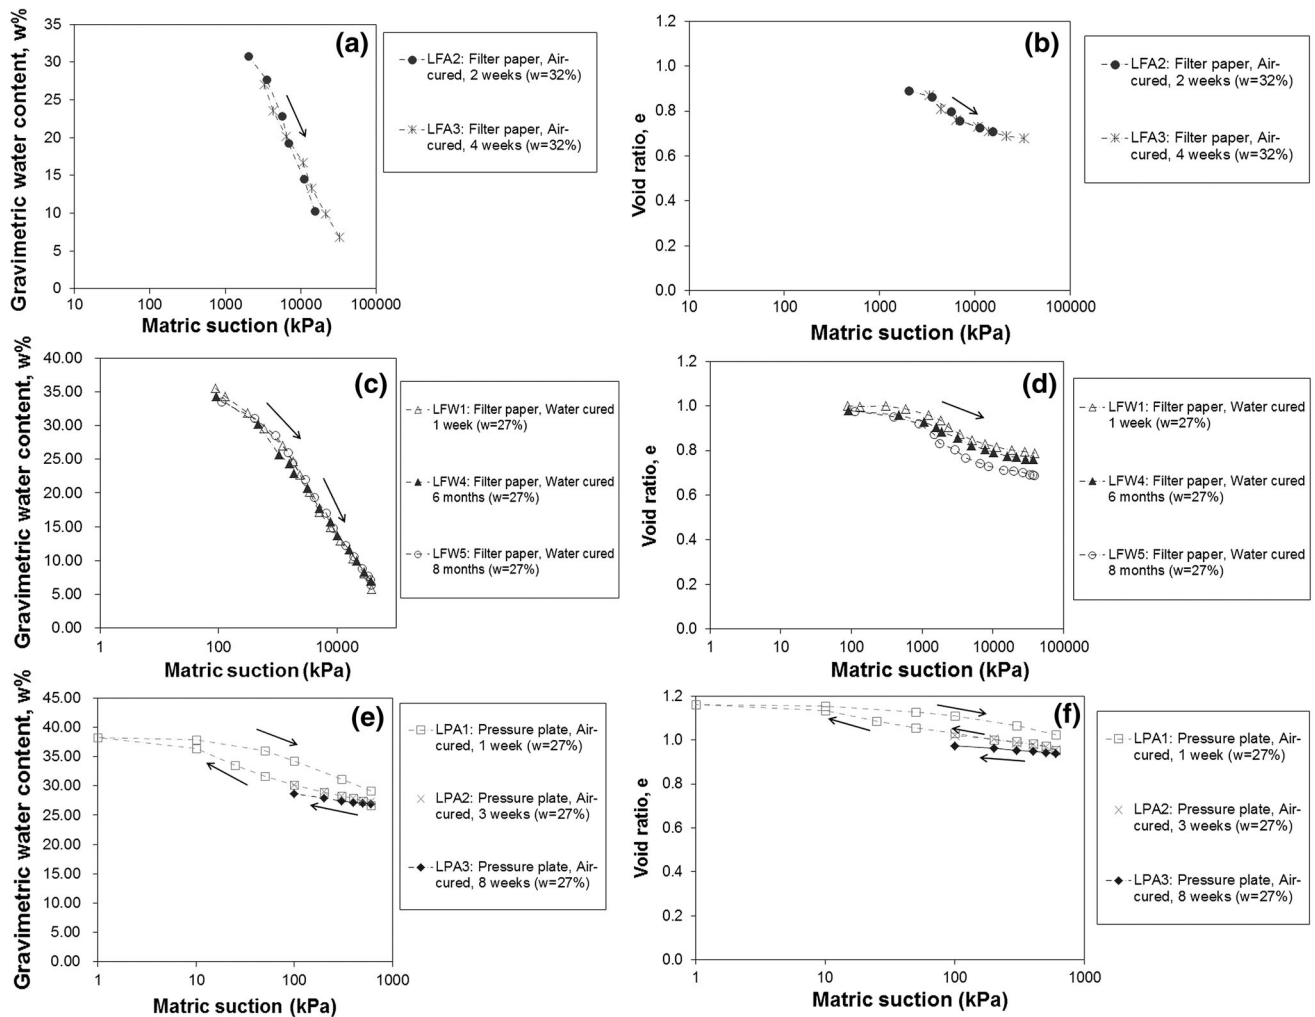 Gravimetric water content, w%
35
30
25
20
15
10
5
0
10
100
1000
10000
100000
Matric suction (kPa)
(a)
LFA2: Filter paper, Air-
cured, 2 weeks (w=32%)
LFA3: Filter paper, Air-
cured, 4 weeks (w=32%)
Void ratio, e
1.2
1.0
0.8
0.6
0.4
0.2
0.0
10
100
1000
10000
100000
Matric suction (kPa)
(b)
LFA2: Filter paper, Air-
cured, 2 weeks (w=32%)
LFA3: Filter paper, Air-
cured, 4 weeks (w=32%)
Gravimetric water content, w%
40.00
35.00
30.00
25.00
20.00
15.00
10.00
5.00
0.00
1
100
10000
Matric suction (kPa)
(c)
LFW1: Filter paper, Water cured
1 week (w=27%)
LFW4: Filter paper, Water cured
6 months (w=27%)
LFW5: Filter paper, Water cured
8 months (w=27%)
Void ratio, e
1.2
1.0
0.8
0.6
0.4
0.2
0.0
1
10
100
1000
10000
100000
Matric suction (kPa)
(d)
LFW1: Filter paper, Water cured
1 week (w=27%)
LFW4: Filter paper, Water cured
6 months (w=27%)
LFW5: Filter paper, Water cured
8 months (w=27%)
Gravimetric water content, w%
45.00
40.00
35.00
30.00
25.00
20.00
15.00
10.00
5.00
0.00
1
10
100
1000
Matric suction (kPa)
(e)
LPA1: Pressure plate, Air-
cured, 1 week (w=27%)
LPA2: Pressure plate, Air-
cured, 3 weeks (w=27%)
LPA3: Pressure plate, Air-
cured, 8 weeks (w=27%)
Void ratio, e
1.2
1.0
0.8
0.6
0.4
0.2
0.0
1
10
100
1000
Matric suction (kPa)
(f)
LPA1: Pressure plate, Air-
cured, 1 week (w=27%)
LPA2: Pressure plate, Air-
cured, 3 weeks (w=27%)
LPA3: Pressure plate, Air-
cured, 8 weeks (w=27%)